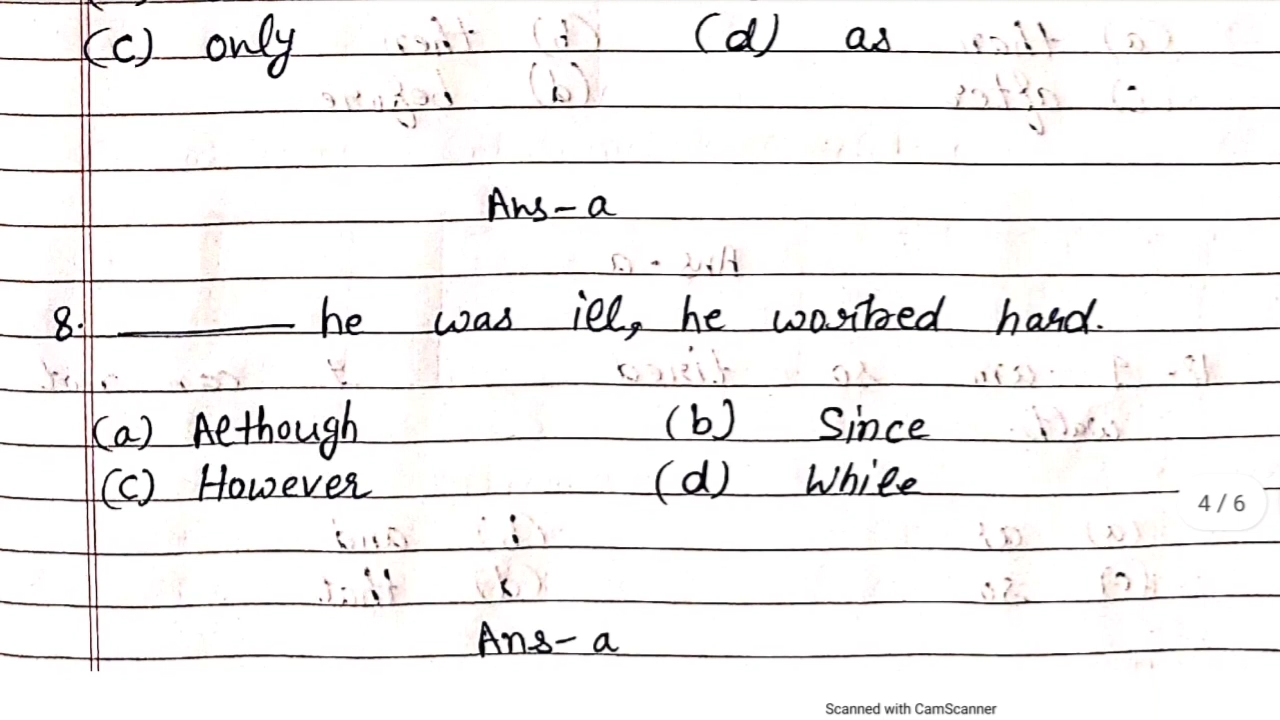 (c) only (d) as
Ans - a
8. ________ he was ill, he worked hard.
(a) Although (b) Since
(c) However (d) While
4 / 6
Ans - a
Scanned with CamScanner